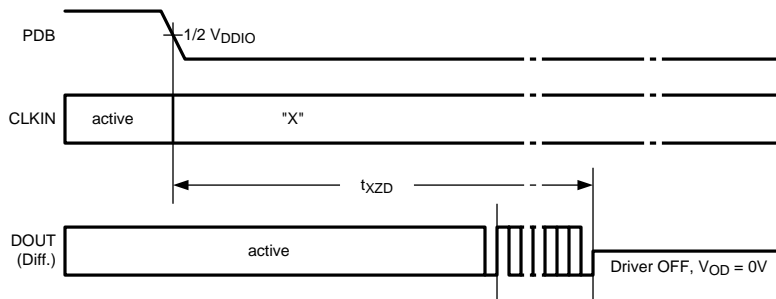 PDB
1/2 VDDIO
CLKIN
active
"X"
tXZD
DOUT
(Diff.)
active
Driver OFF, VOD = 0V